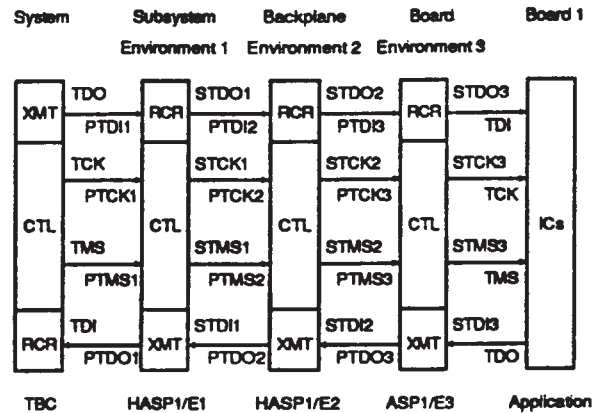 System Subsystem Backplane Board Board 1
Environment 1 Environment 2 Environment 3
TDO STDO1 STDO2 STDO3
XMT RCR RCR RCR
PTDI1 PTDI2 PTDI3 TDI
TCK STCK1 STCK2 STCK3
PTCK1 PTCK2 PTCK3 TCK
CTL CTL CTL CTL ICs
TMS STMS1 STMS2 STMS3
PTMS1 PTMS2 PTMS3 TMS
TDI STDI1 STDI2 STDI3
RCR XMT XMT XMT
PTDO1 PTDO2 PTDO3 TDO
TBC HASP1/E1 HASP1/E2 ASP1/E3 Application